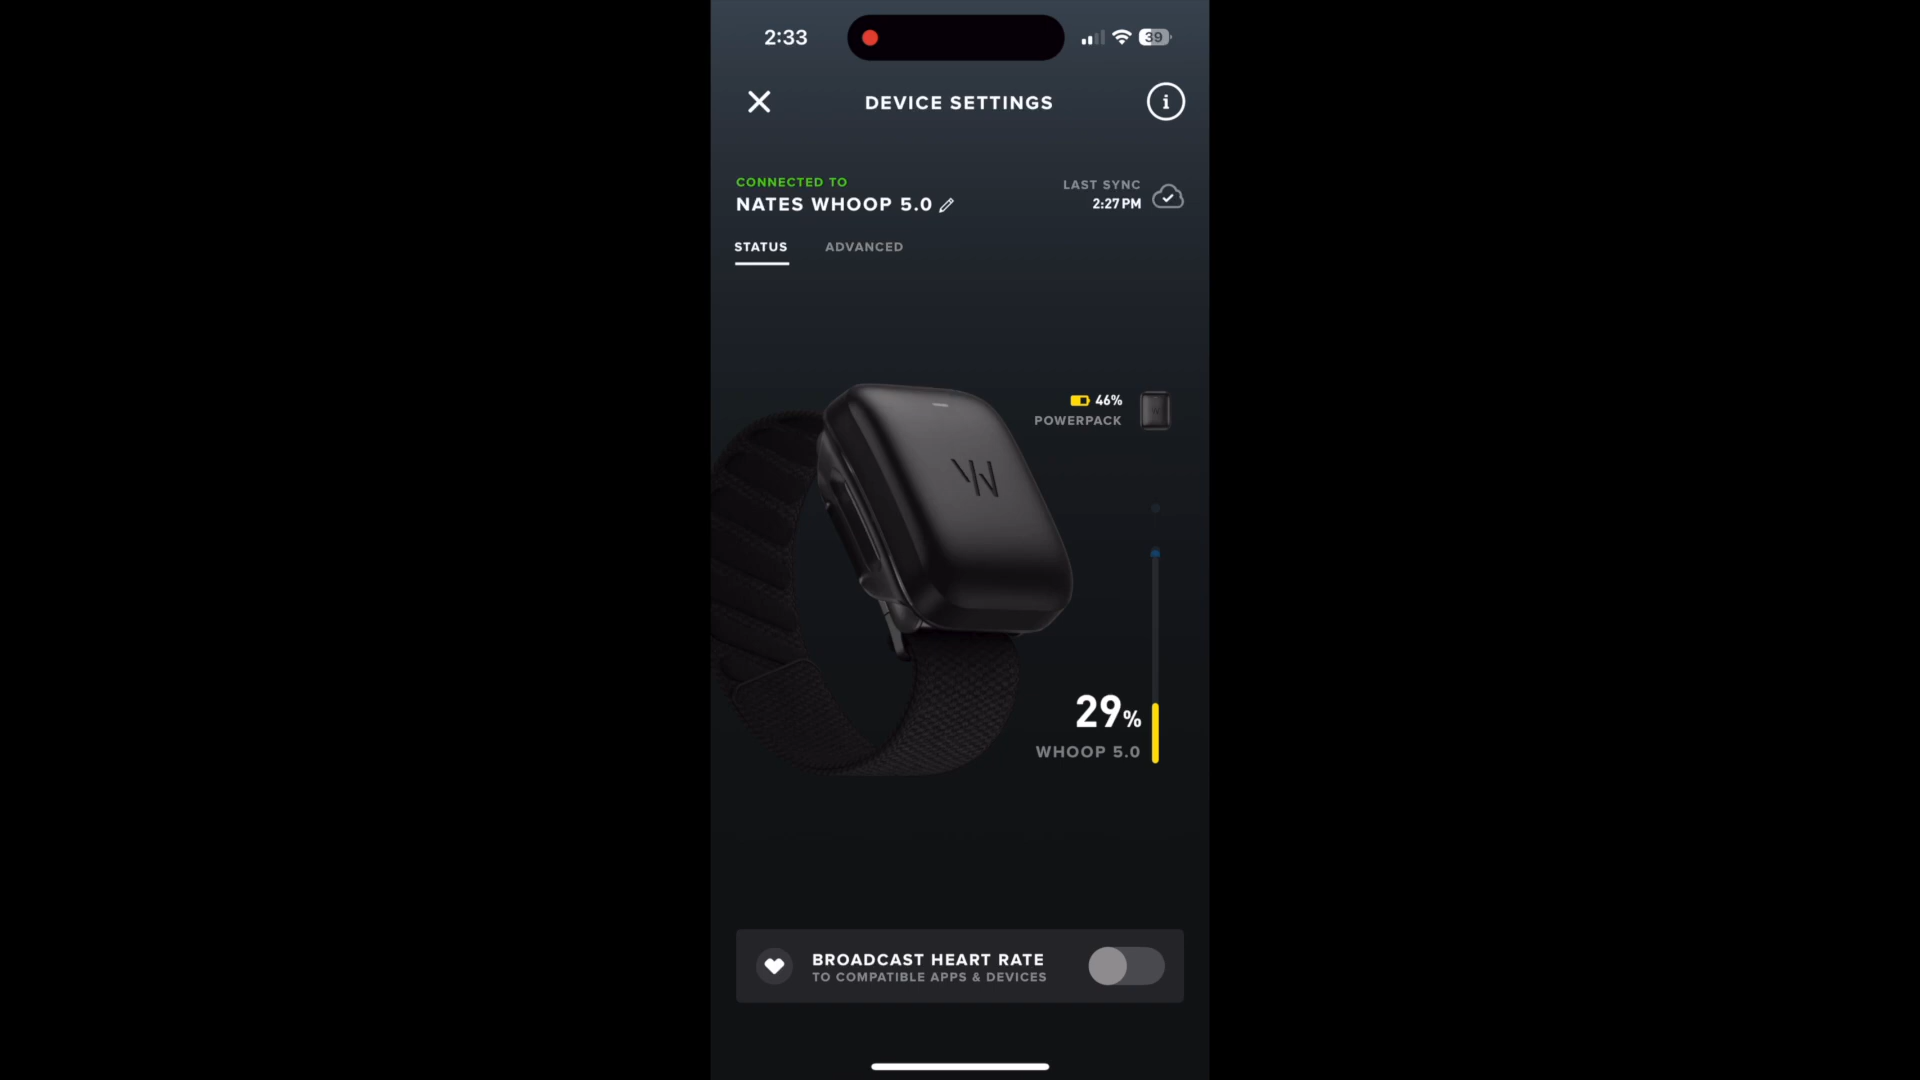 2:33
39
DEVICE SETTINGS
i
CONNECTED TO
NATES WHOOP 5.0
LAST SYNC
2:27 PM
STATUS
ADVANCED
46%
POWERPACK
W
29%
WHOOP 5.0
BROADCAST HEART RATE
TO COMPATIBLE APPS & DEVICES